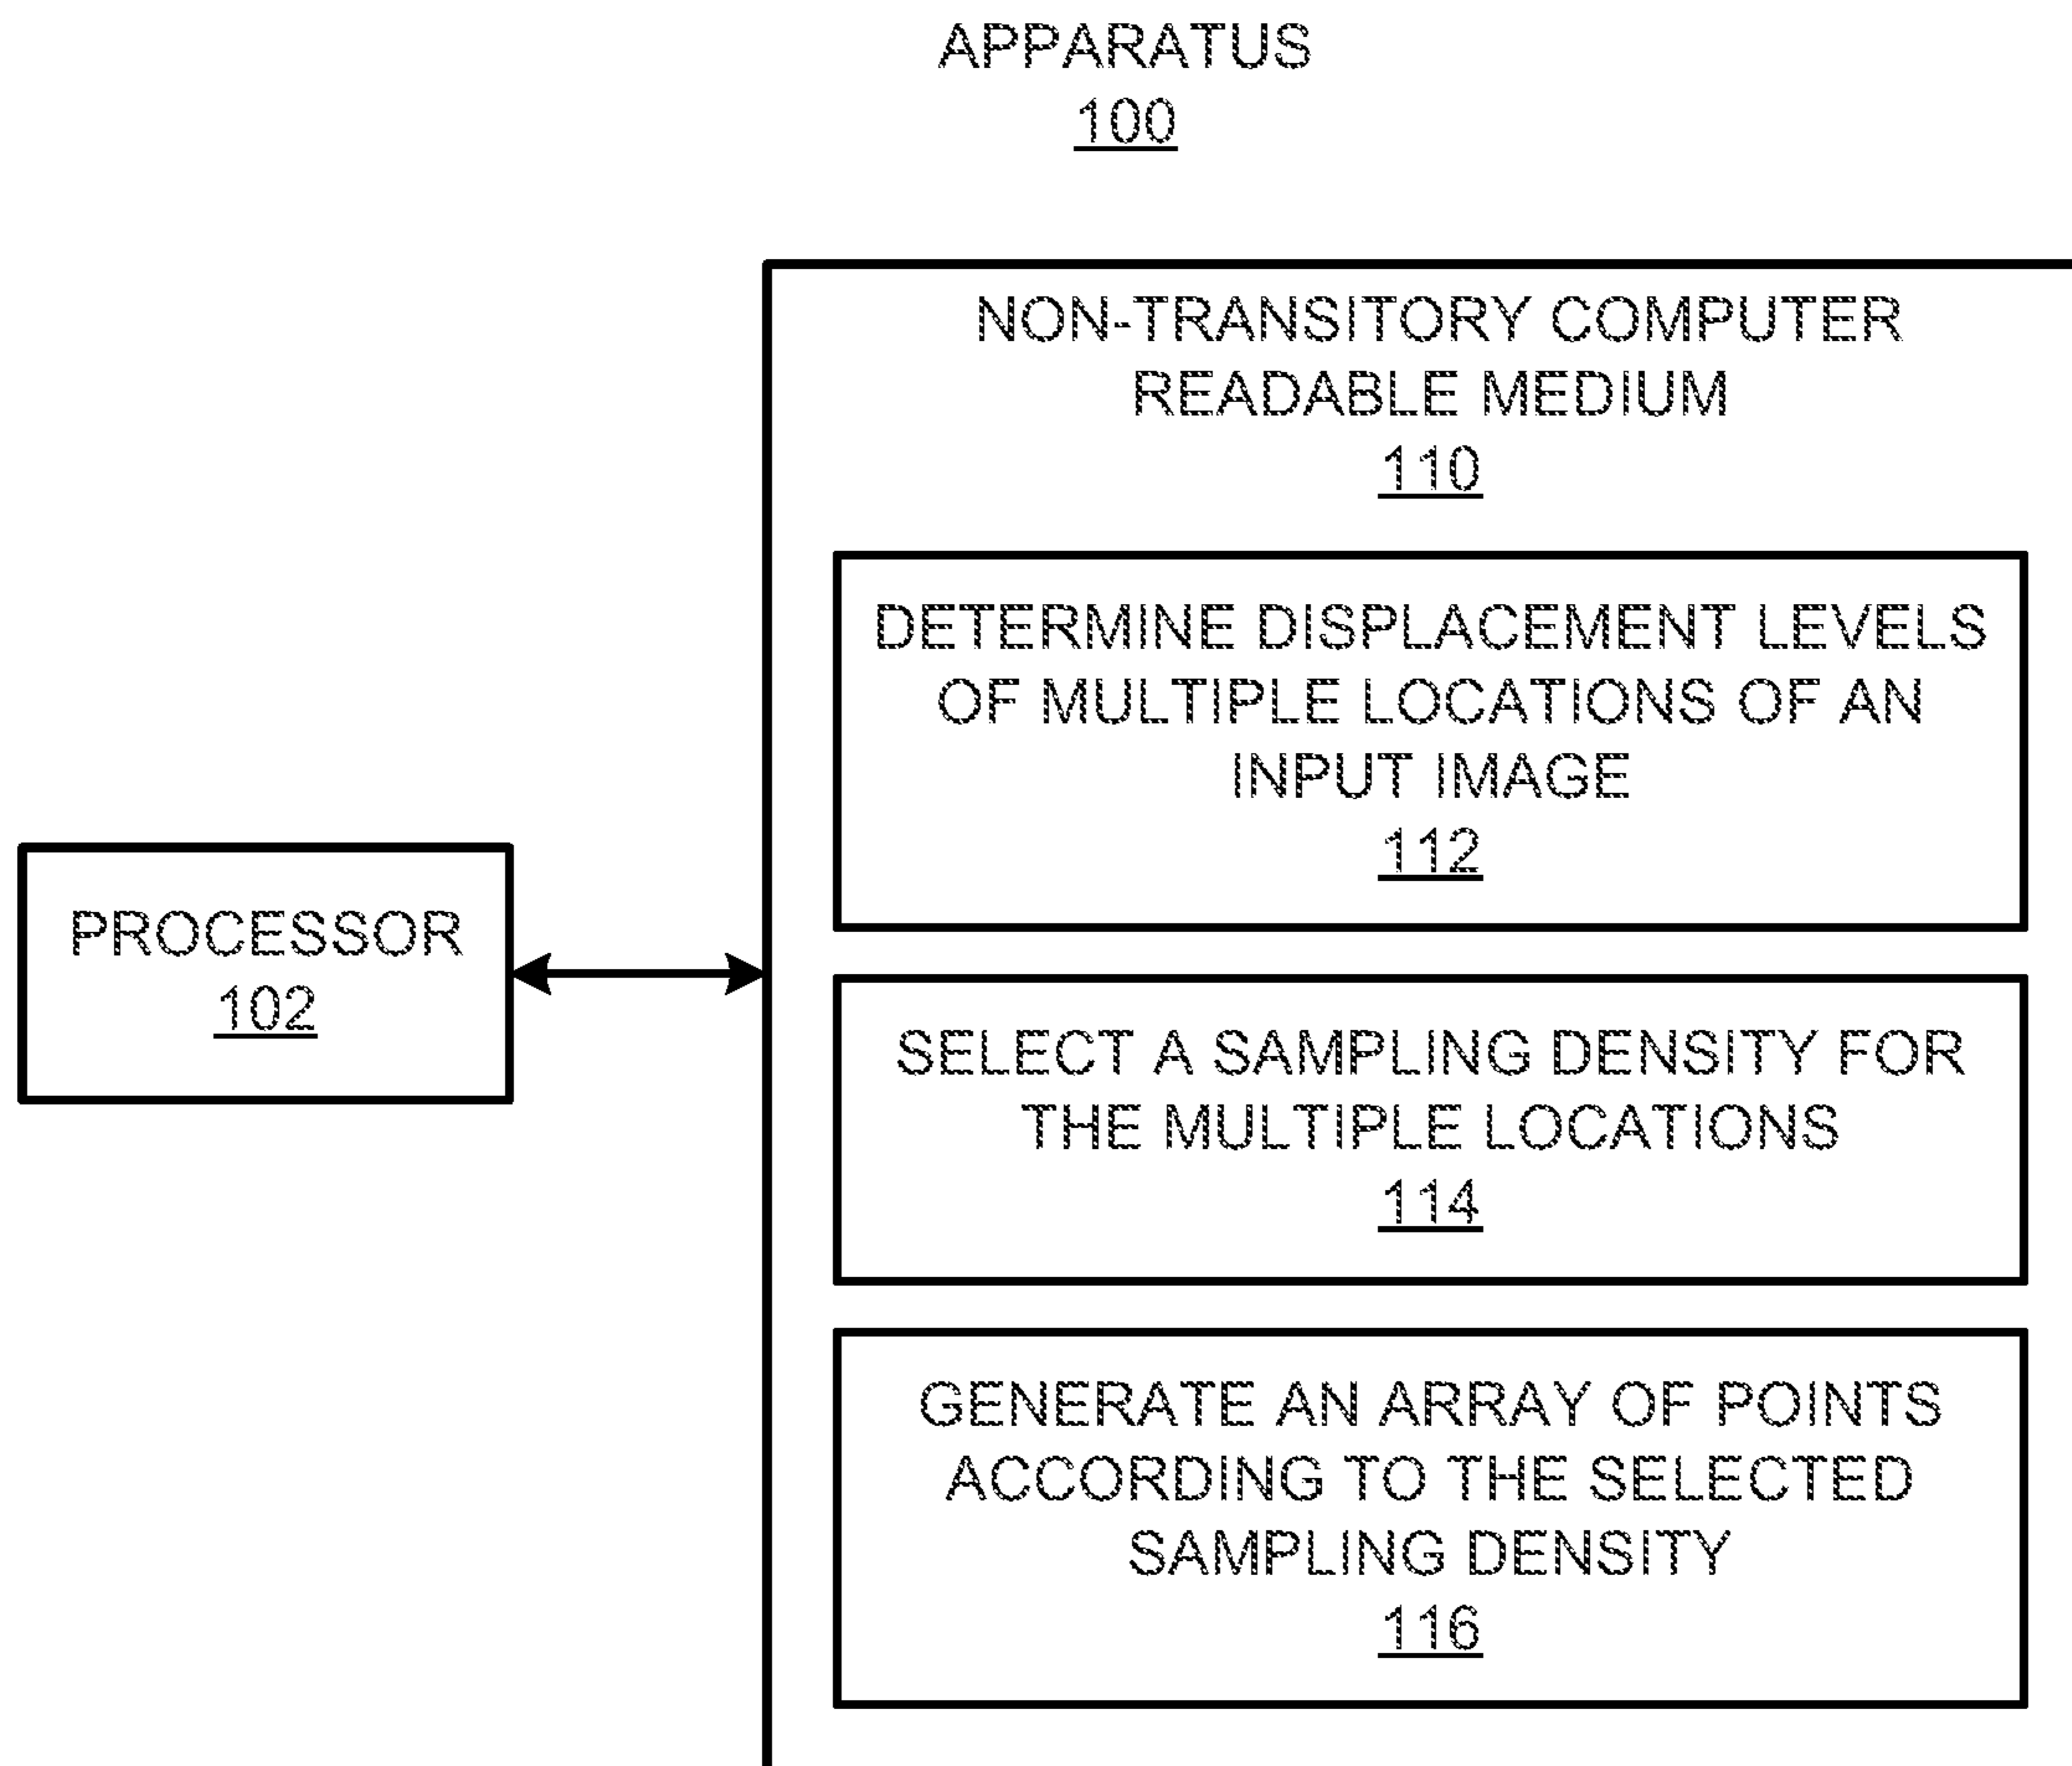 APPARATUS
100
NON-TRANSITORY COMPUTER
READABLE MEDIUM
110
DETERMINE DISPLACEMENT LEVELS
OF MULTIPLE LOCATIONS OF AN
INPUT IMAGE
112
PROCESSOR
102
SELECT A SAMPLING DENSITY FOR
THE MULTIPLE LOCATIONS
114
GENERATE AN ARRAY OF POINTS
ACCORDING TO THE SELECTED
SAMPLING DENSITY
116